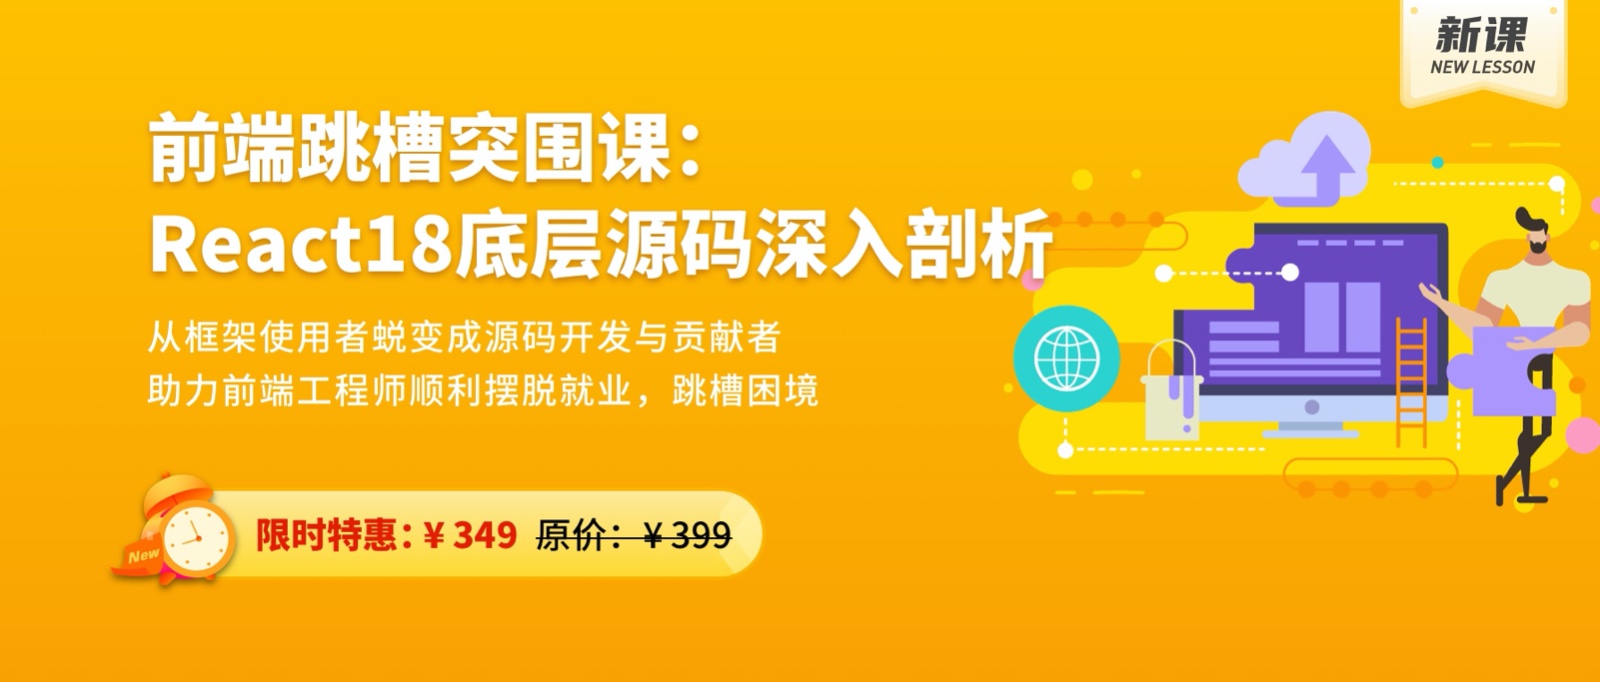 新课
NEW LESSON
前端跳槽突围课：
React18底层源码深入剖析
从框架使用者蜕变成源码开发与贡献者
助力前端工程师顺利摆脱就业，跳槽困境
New
限时特惠：¥ 349 原价：¥ 399